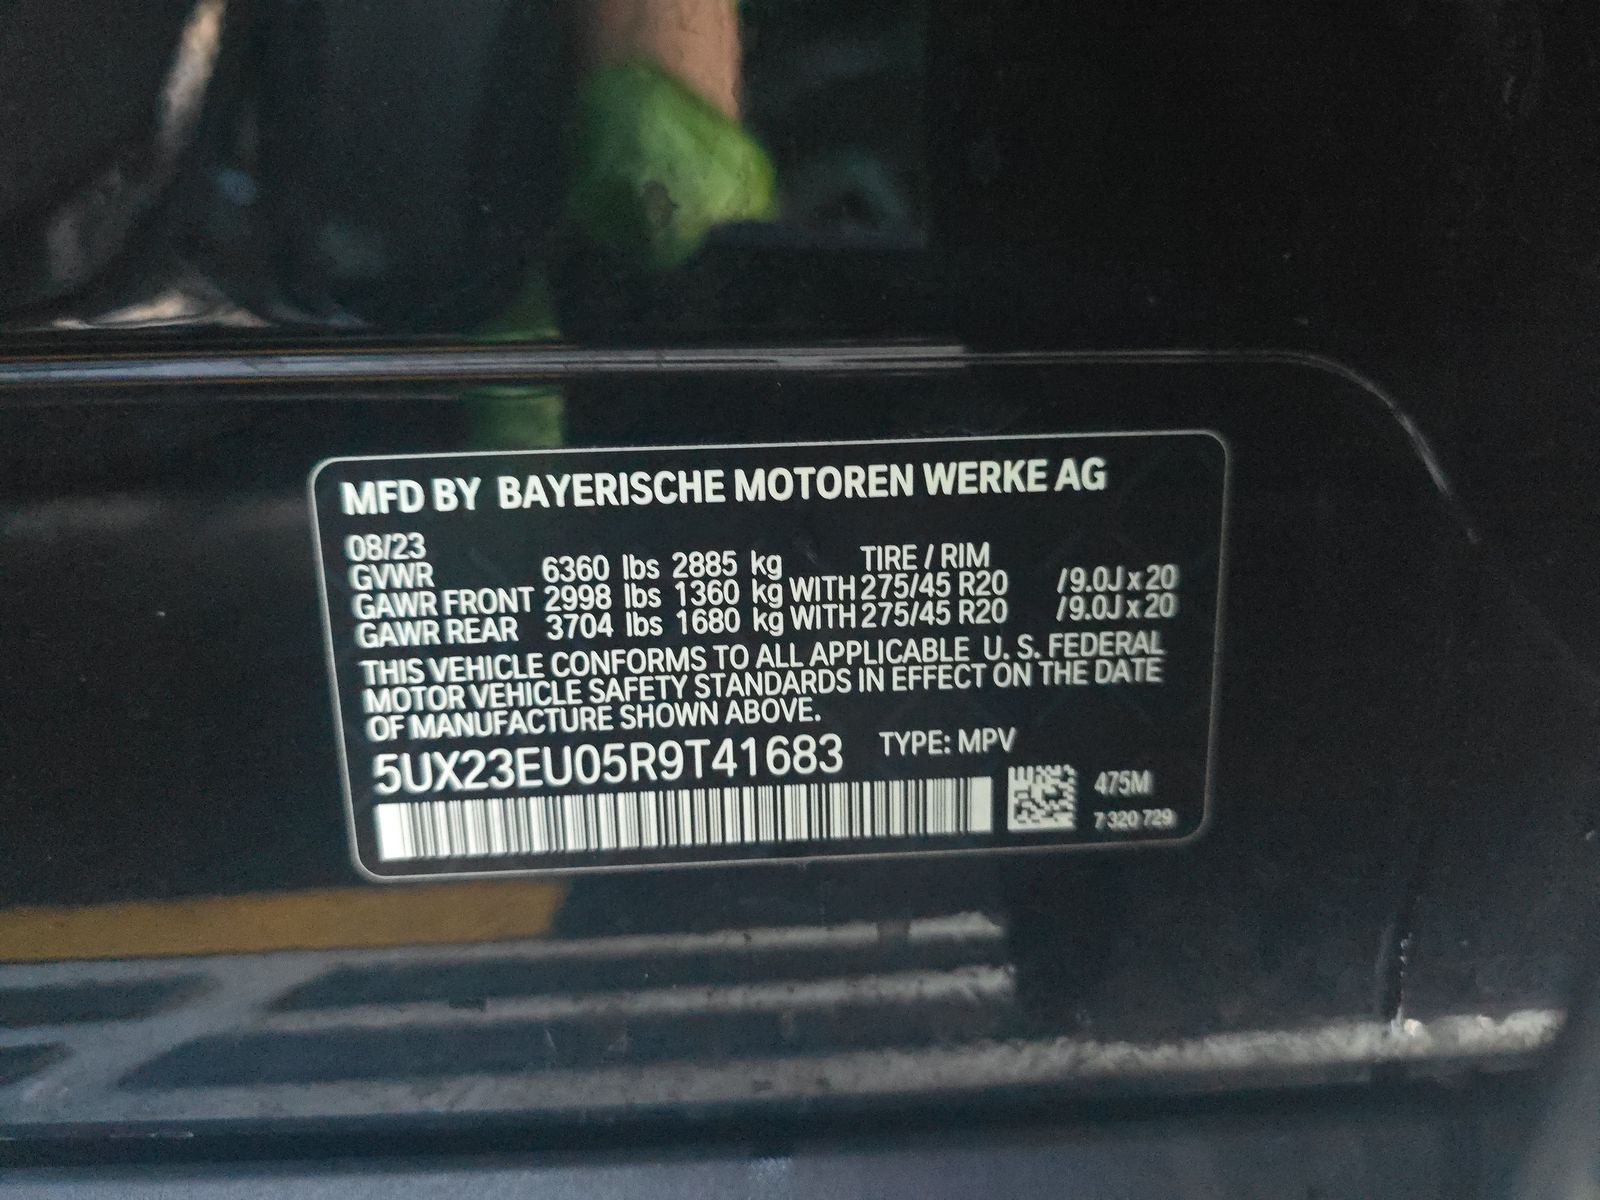 MFD BY BAYERISCHE MOTOREN WERKE AG
08/23
GVWR 6360 lbs 2885 kg TIRE / RIM
GAWR FRONT 2998 lbs 1360 kg WITH 275/45 R20 /9.0J x 20
GAWR REAR 3704 lbs 1680 kg WITH 275/45 R20 /9.0J x 20
THIS VEHICLE CONFORMS TO ALL APPLICABLE U. S. FEDERAL
MOTOR VEHICLE SAFETY STANDARDS IN EFFECT ON THE DATE
OF MANUFACTURE SHOWN ABOVE.
5UX23EU05R9T41683 TYPE: MPV
475M
7 320 729